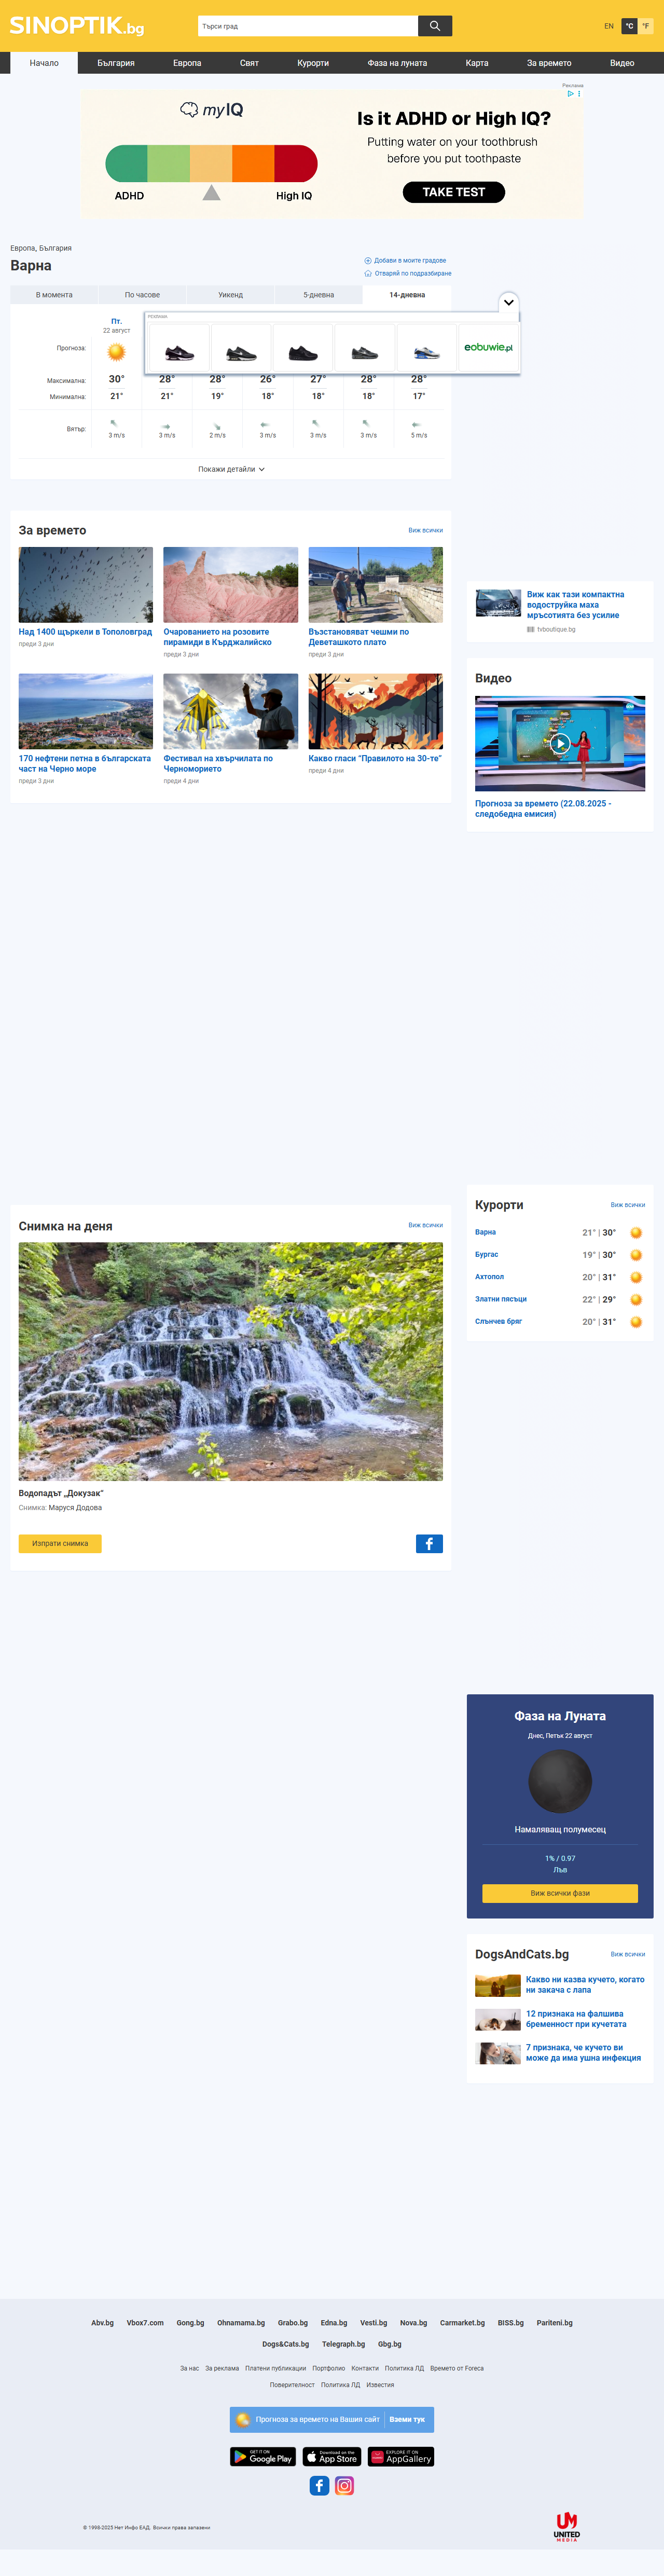 SINOPTIK.bg
Търси град
EN °C °F
Начало България Европа Свят Курорти Фаза на луната Карта За времето Видео
Реклама
myIQ
ADHD High IQ
Is it ADHD or High IQ?
Putting water on your toothbrush
before you put toothpaste
TAKE TEST
Европа, България
Варна
Добави в моите градове
Отваряй по подразбиране
В момента По часове Уикенд 5-дневна 14-дневна
Пт.
22 август
Прогноза:
eobuwie.pl
Максимална: 30° 28° 28° 26° 27° 28° 28°
Минимална: 21° 21° 19° 18° 18° 18° 17°
Вятър: 3 m/s 3 m/s 2 m/s 3 m/s 3 m/s 3 m/s 5 m/s
Покажи детайли
За времето
Виж всички
Над 1400 щъркели в Тополовград
преди 3 дни
Очарованието на розовите
пирамиди в Кърджалийско
преди 3 дни
Възстановяват чешми по
Деветашкото плато
преди 3 дни
170 нефтени петна в българската
част на Черно море
преди 3 дни
Фестивал на хвърчилата по
Черноморието
преди 4 дни
Какво гласи "Правилото на 30-те"
преди 4 дни
Виж как тази компактна
водоструйка маха
мръсотията без усилие
tvboutique.bg
Видео
Прогноза за времето (22.08.2025 -
следобедна емисия)
Снимка на деня
Виж всички
Водопадът „Докузак“
Снимка: Маруся Додова
Изпрати снимка
Курорти
Виж всички
Варна 21° | 30°
Бургас 19° | 30°
Ахтопол 20° | 31°
Златни пясъци 22° | 29°
Слънчев бряг 20° | 31°
Фаза на Луната
Днес, Петък 22 август
Намаляващ полумесец
1% / 0.97
Лъв
Виж всички фази
DogsAndCats.bg
Виж всички
Какво ни казва кучето, когато
ни закача с лапа
12 признака на фалшива
бременност при кучетата
7 признака, че кучето ви
може да има ушна инфекция
Abv.bg Vbox7.com Gong.bg Ohnamama.bg Grabo.bg Edna.bg Vesti.bg Nova.bg Carmarket.bg BISS.bg Pariteni.bg
Dogs&Cats.bg Telegraph.bg Gbg.bg
За нас За реклама Платени публикации Портфолио Контакти Политика ЛД Времето от Foreca
Поверителност Политика ЛД Известия
Прогноза за времето на Вашия сайт Вземи тук
GET IT ON
Google Play
Download on the
App Store
EXPLORE IT ON
AppGallery
© 1998-2025 Нет Инфо ЕАД. Всички права запазени
UNITED
MEDIA